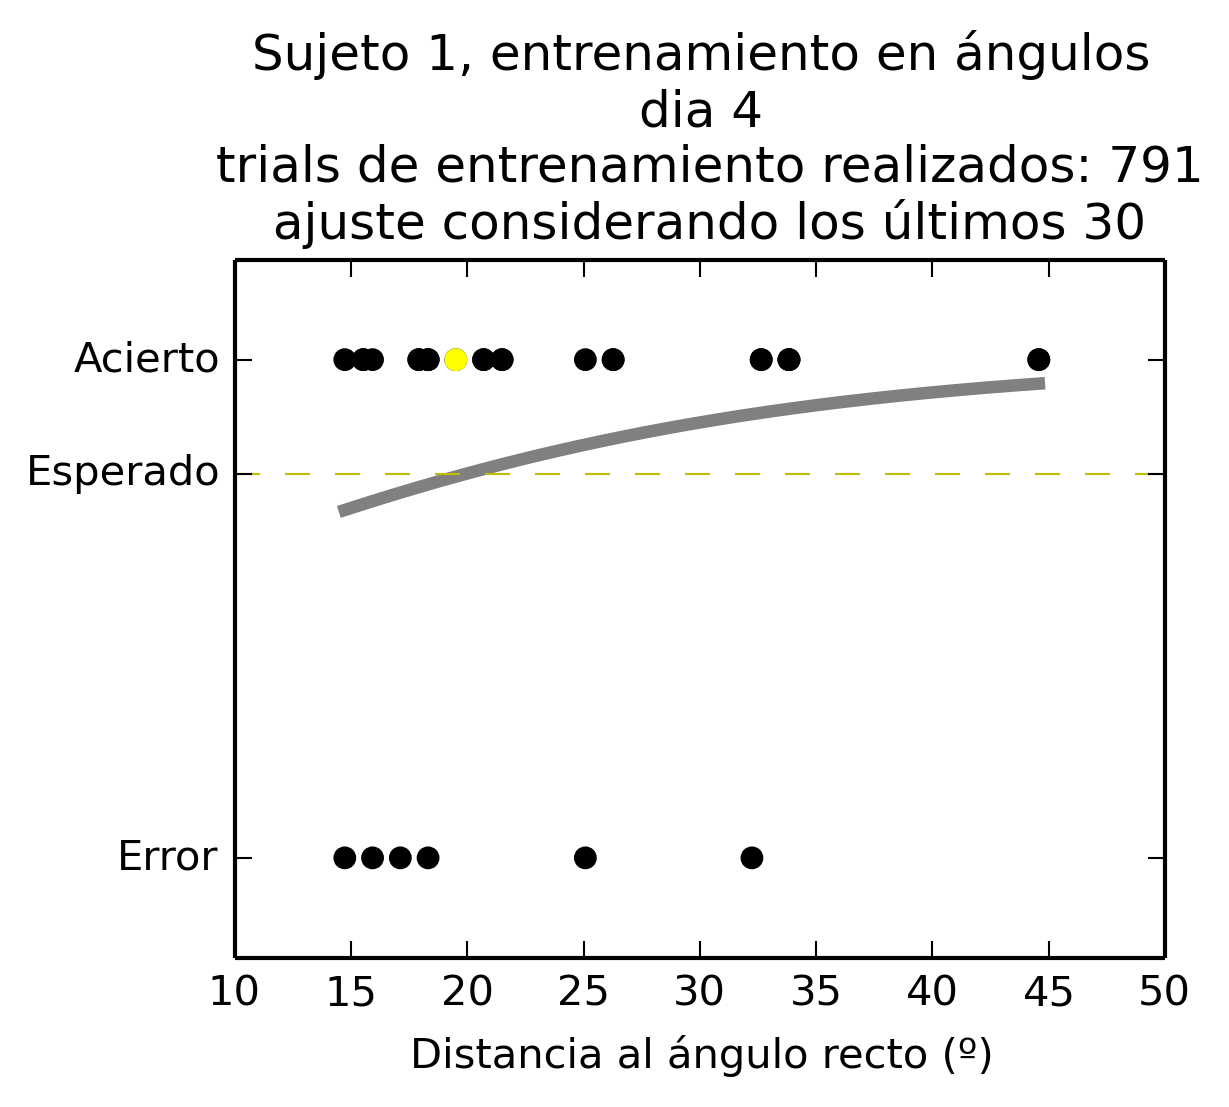 Sujeto 1, entrenamiento en ángulos
dia 4
trials de entrenamiento realizados: 791
ajuste considerando los últimos 30
Acierto
Esperado
Error
10 15 20 25 30 35 40 45 50
Distancia al ángulo recto (º)